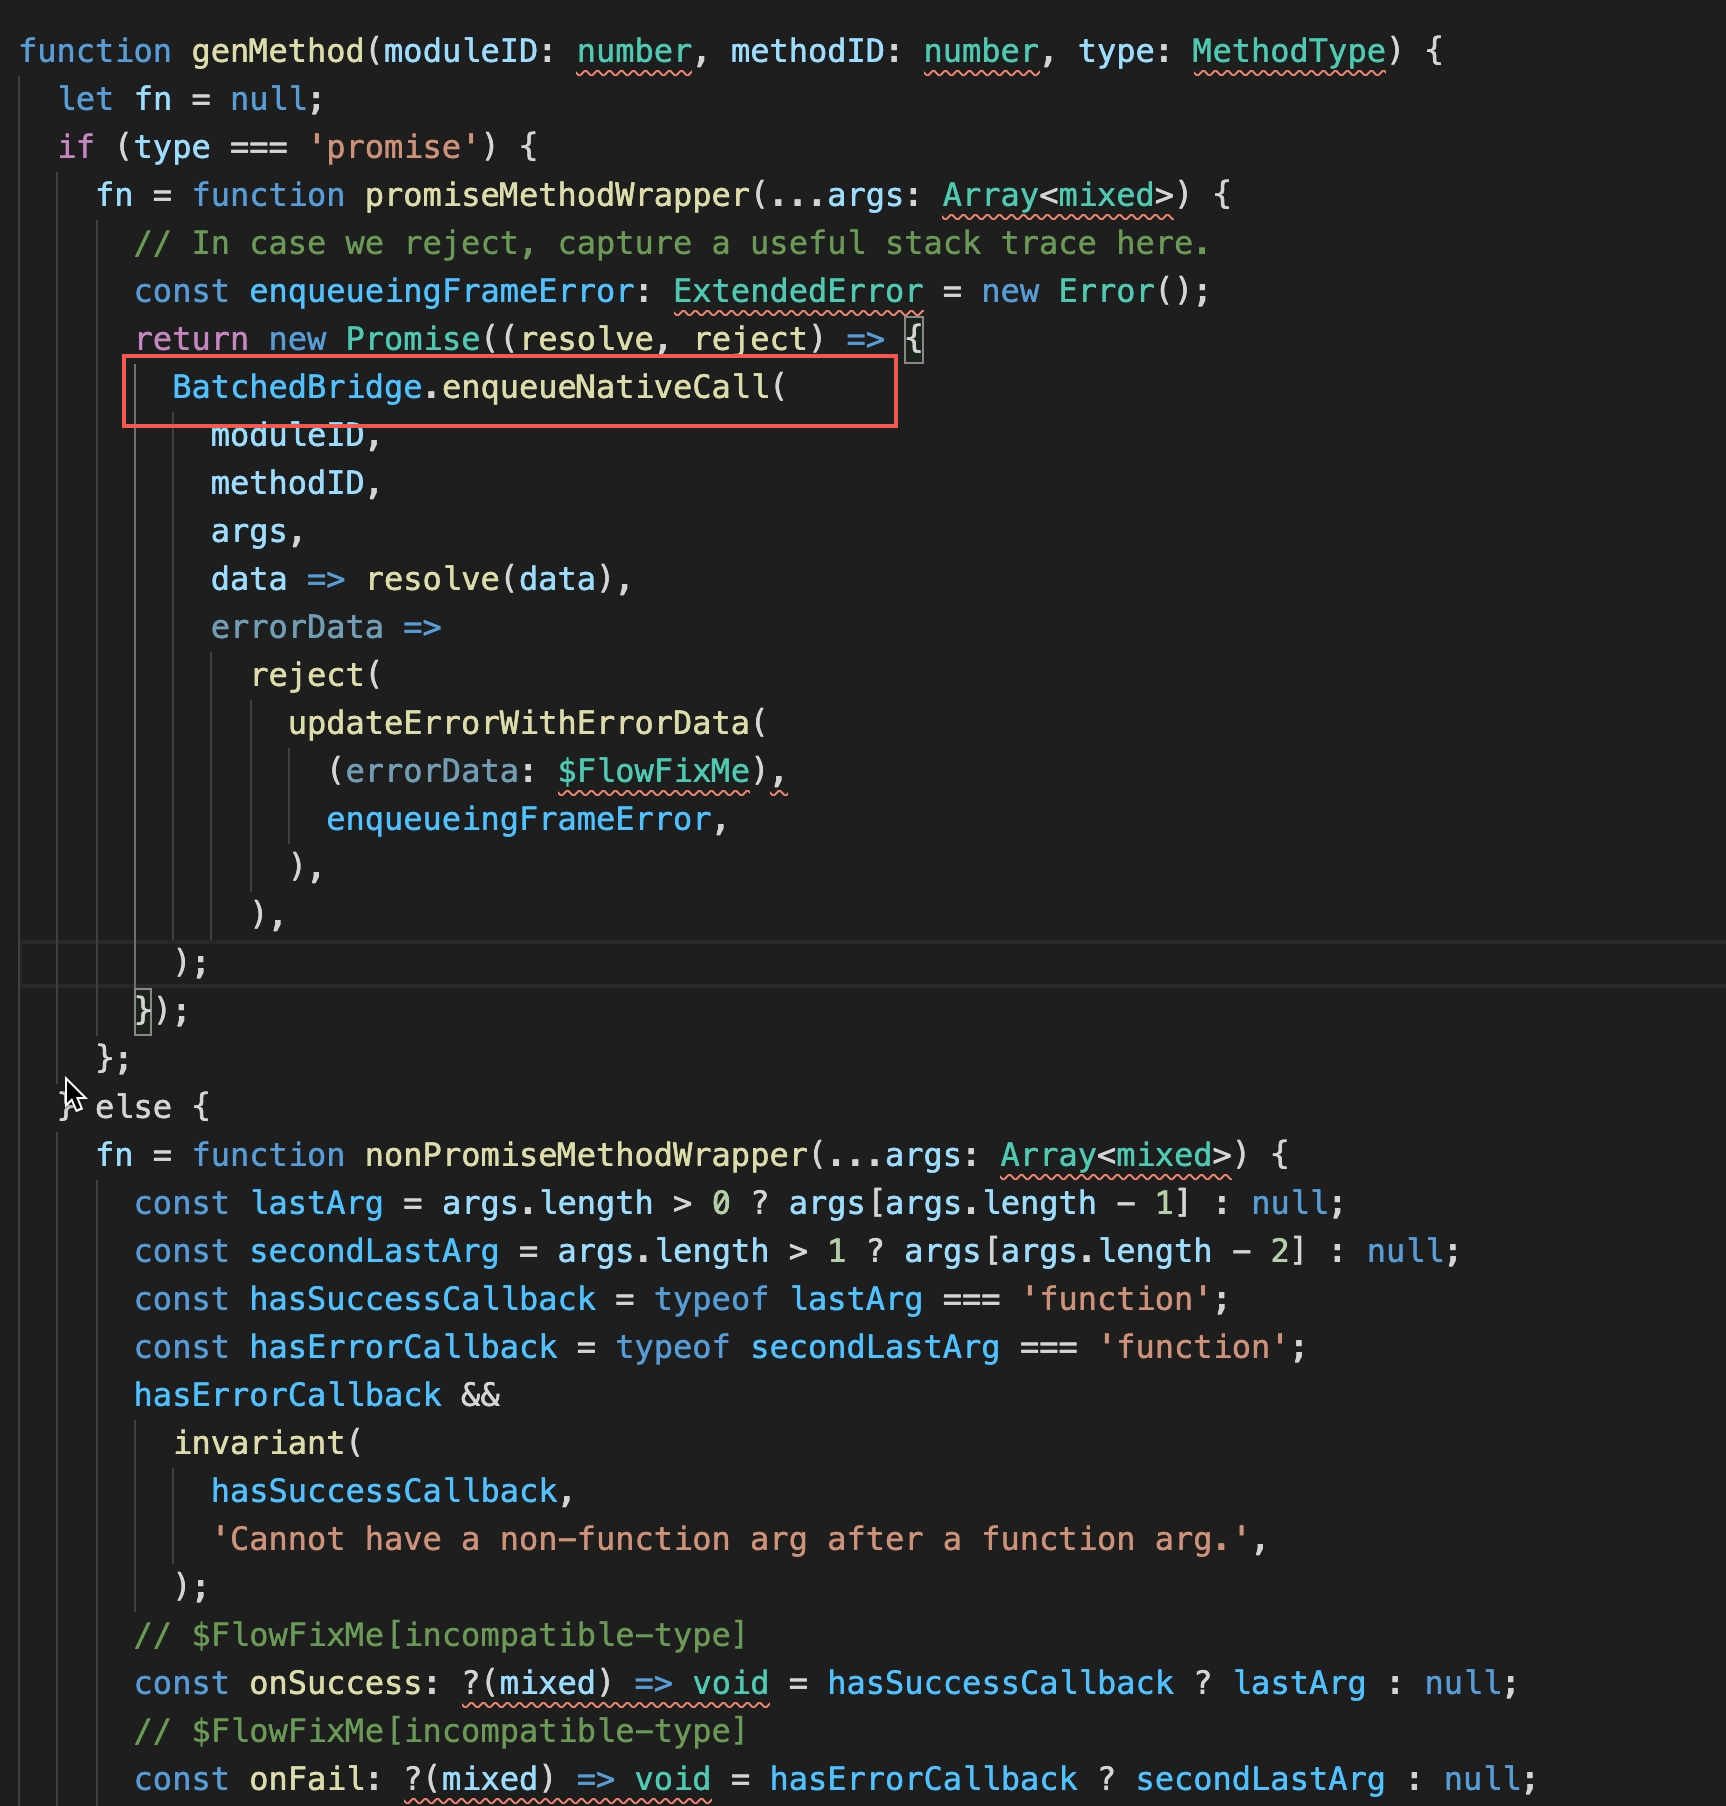 function genMethod(moduleID: number, methodID: number, type: MethodType) {
  let fn = null;
  if (type === 'promise') {
    fn = function promiseMethodWrapper(...args: Array<mixed>) {
      // In case we reject, capture a useful stack trace here.
      const enqueueingFrameError: ExtendedError = new Error();
      return new Promise((resolve, reject) => {
        BatchedBridge.enqueueNativeCall(
          moduleID,
          methodID,
          args,
          data => resolve(data),
          errorData =>
            reject(
              updateErrorWithErrorData(
                (errorData: $FlowFixMe),
                enqueueingFrameError,
              ),
            ),
        );
      });
    };
  } else {
    fn = function nonPromiseMethodWrapper(...args: Array<mixed>) {
      const lastArg = args.length > 0 ? args[args.length - 1] : null;
      const secondLastArg = args.length > 1 ? args[args.length - 2] : null;
      const hasSuccessCallback = typeof lastArg === 'function';
      const hasErrorCallback = typeof secondLastArg === 'function';
      hasErrorCallback &&
        invariant(
          hasSuccessCallback,
          'Cannot have a non-function arg after a function arg.',
        );
      // $FlowFixMe[incompatible-type]
      const onSuccess: ?(mixed) => void = hasSuccessCallback ? lastArg : null;
      // $FlowFixMe[incompatible-type]
      const onFail: ?(mixed) => void = hasErrorCallback ? secondLastArg : null;